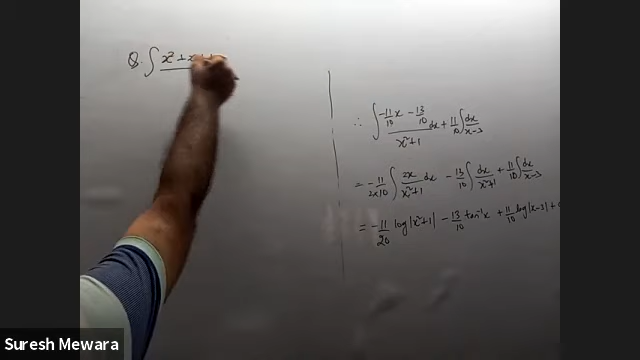 Q. ∫ x² + x + 
∴ ∫ (-11/10 x - 13/10)/(x²+1) dx + 11/10 ∫ dx/(x-3)
= -11/(2×10) ∫ 2x/(x²+1) dx - 13/10 ∫ dx/(x²+1) + 11/10 ∫ dx/(x-3)
= -11/20 log|x²+1| - 13/10 tan⁻¹x + 11/10 log|x-3| +
Suresh Mewara